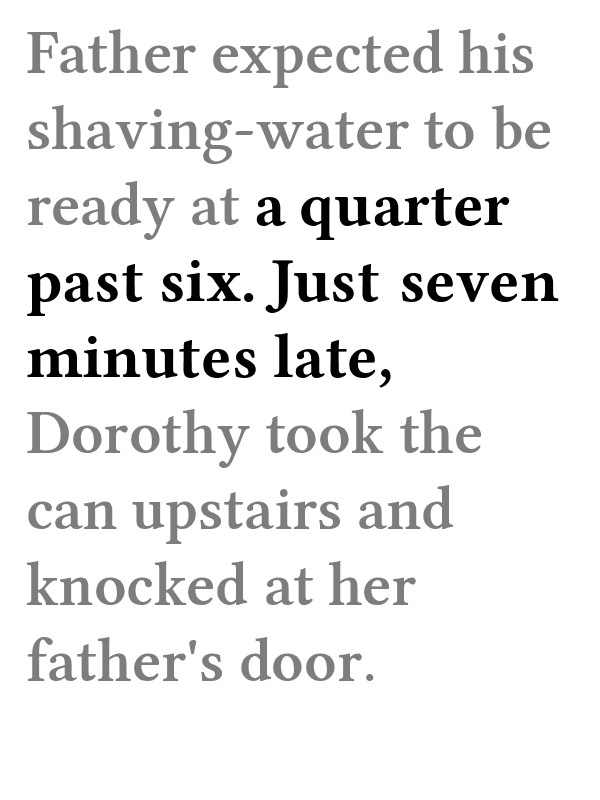 Father expected his
shaving-water to be
ready at a quarter
past six. Just seven
minutes late,
Dorothy took the
can upstairs and
knocked at her
father's door.